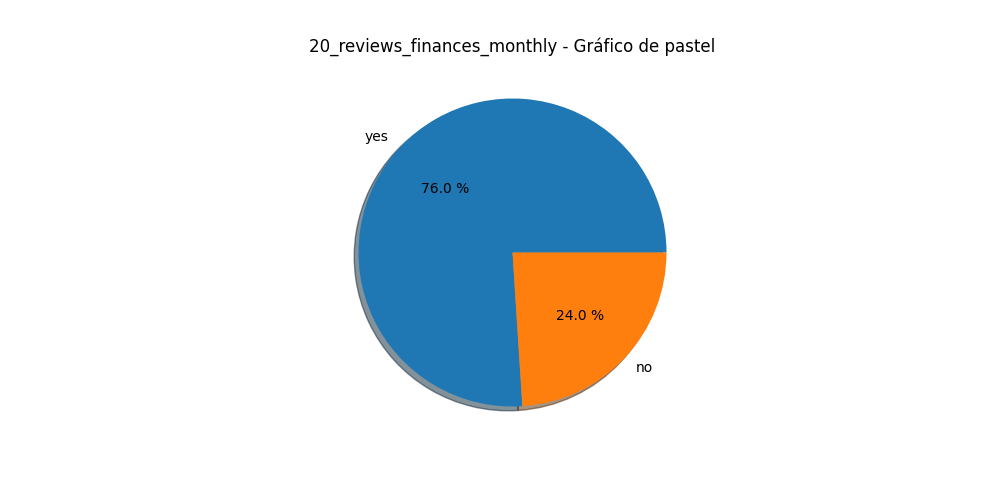 20_reviews_finances_monthly - Gráfico de pastel
yes
76.0 %
24.0 %
no